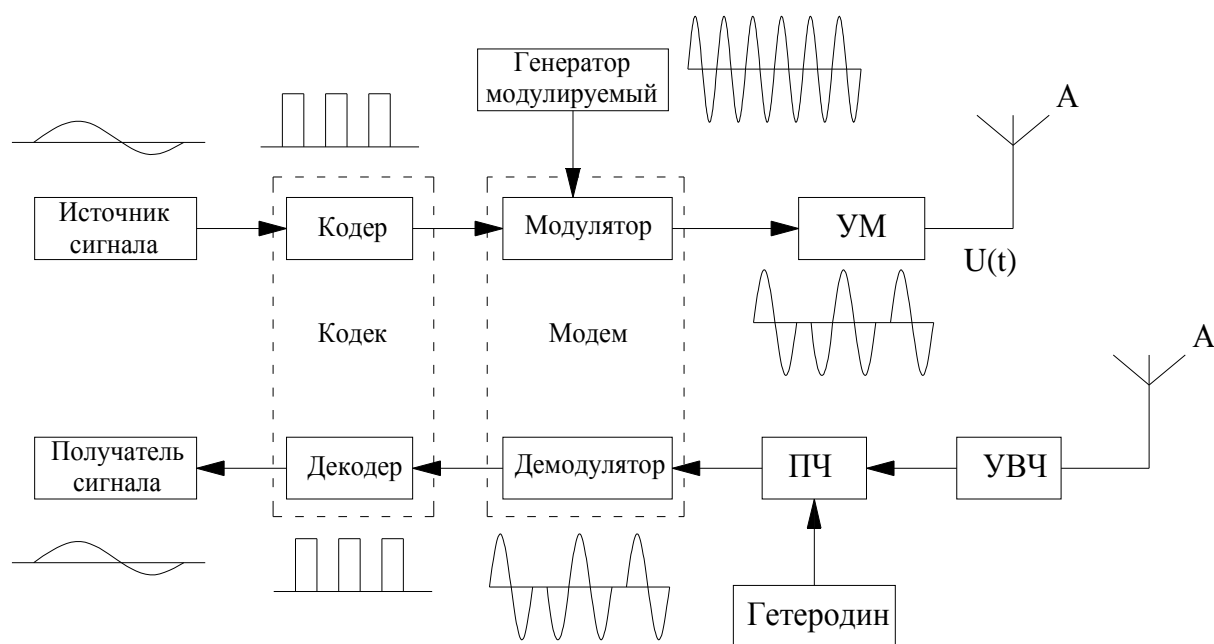 Генератор
модулируемый
А
Источник
сигнала
Кодер
Модулятор
УМ
U(t)
Кодек
Модем
А
Получатель
сигнала
Декодер
Демодулятор
ПЧ
УВЧ
Гетеродин